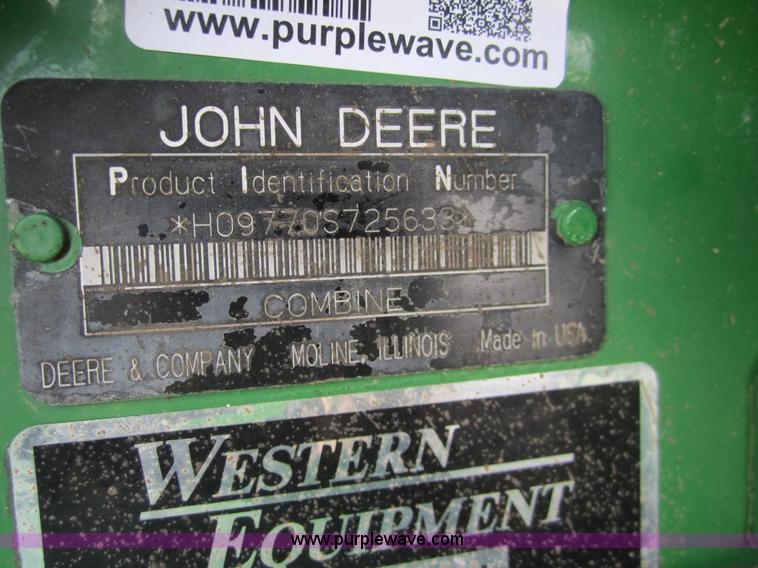 www.purplewave.com
JOHN DEERE
Product Identification Number
*H09770S725633*
COMBINE
DEERE & COMPANY MOLINE, ILLINOIS Made in USA
WESTERN
EQUIPMENT
www.purplewave.com